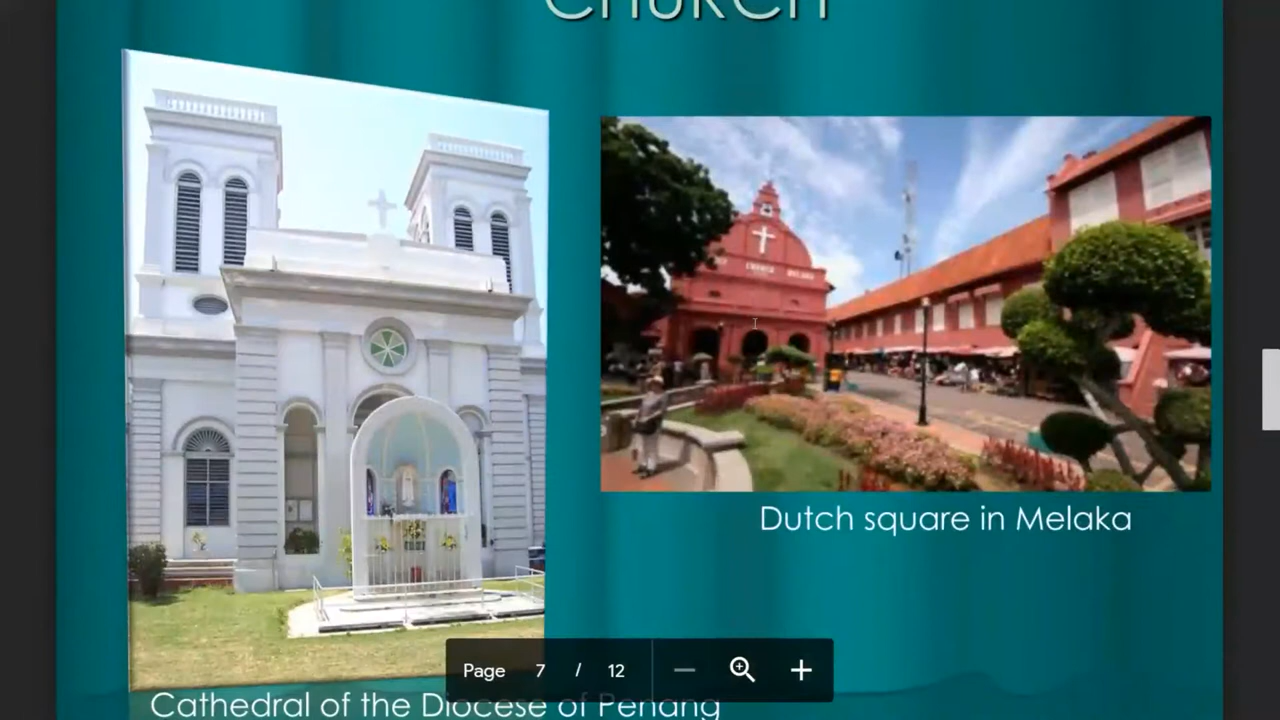 Church
Dutch square in Melaka
Cathedral of the Diocese of Penang
Page 7 / 12